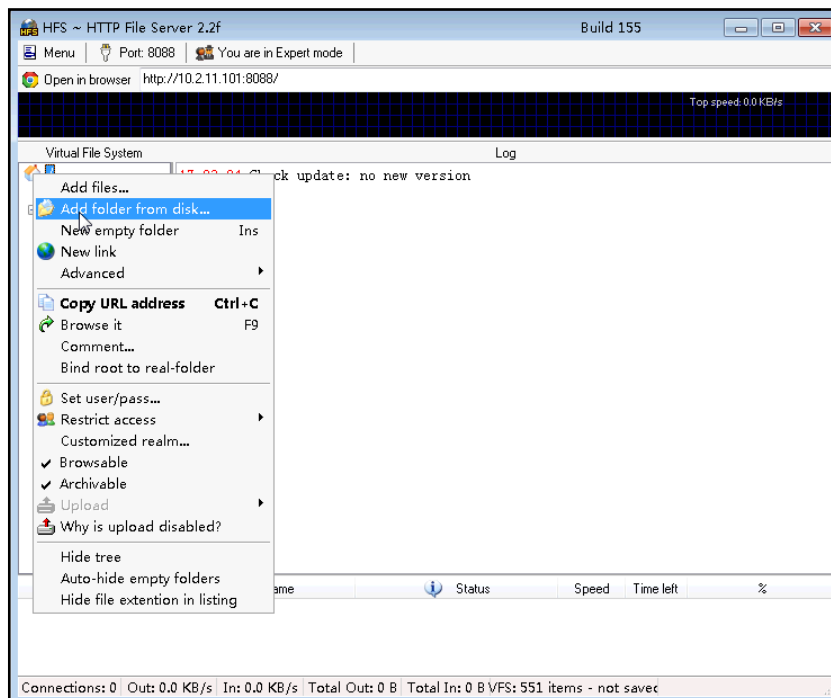 HFS ~ HTTP File Server 2.2f Build 155
Menu Port: 8088 You are in Expert mode
Open in browser http://10.2.11.101:8088/
Top speed: 0.0 KB/s
Virtual File System Log
Check update: no new version
Add files...
Add folder from disk...
New empty folder Ins
New link
Advanced
Copy URL address Ctrl+C
Browse it F9
Comment...
Bind root to real-folder
Set user/pass...
Restrict access
Customized realm...
Browsable
Archivable
Upload
Why is upload disabled?
Hide tree
Auto-hide empty folders
Hide file extention in listing
ame Status Speed Time left %
Connections: 0 Out: 0.0 KB/s In: 0.0 KB/s Total Out: 0 B Total In: 0 B VFS: 551 items - not saved